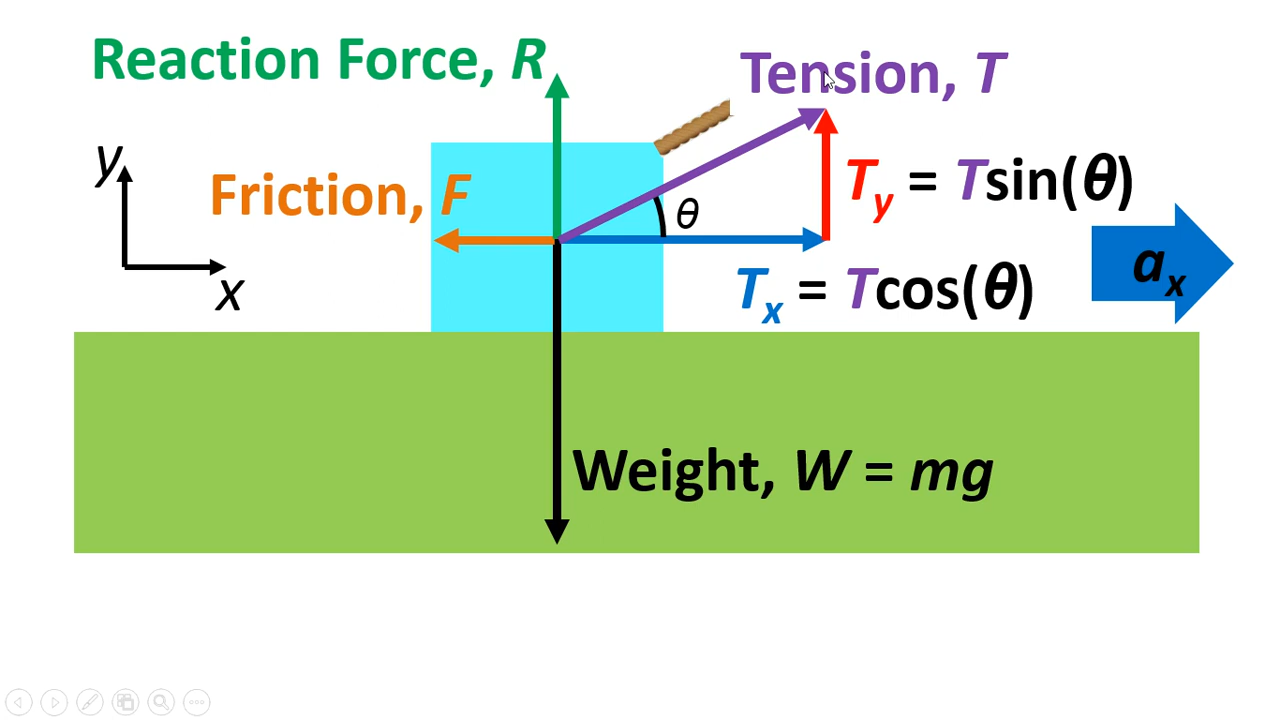 Reaction Force, R
Tension, T
y
Friction, F
θ
Ty = Tsin(θ)
x
Tx = Tcos(θ)
ax
Weight, W = mg